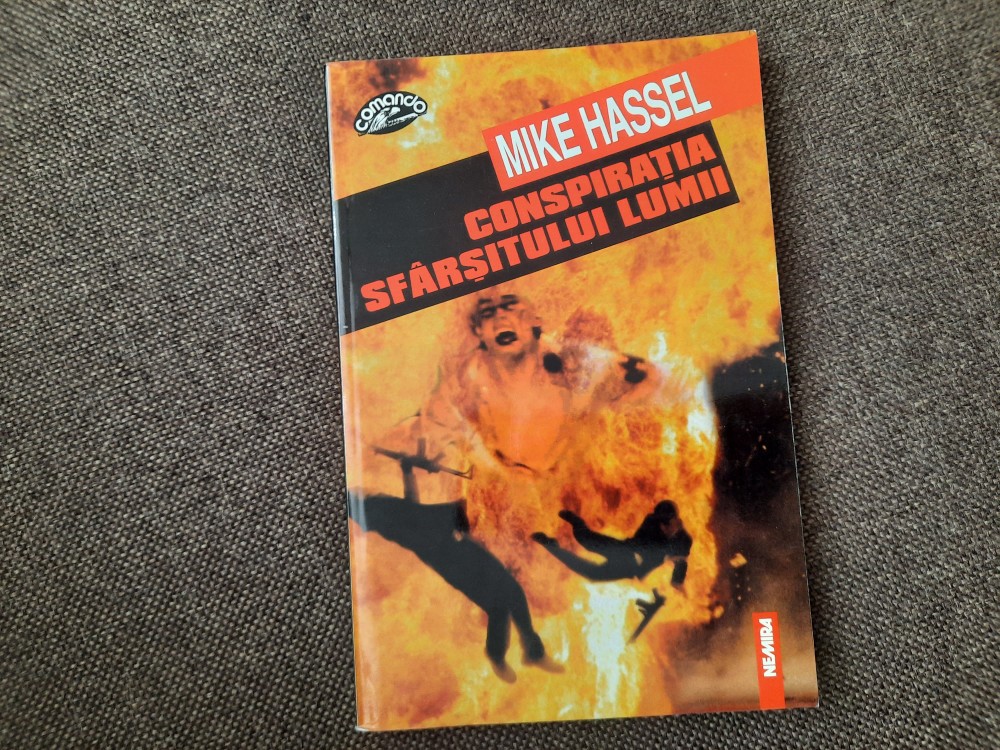 comando
MIKE HASSEL
CONSPIRAȚIA
SFÂRȘITULUI LUMII
NEMIRA